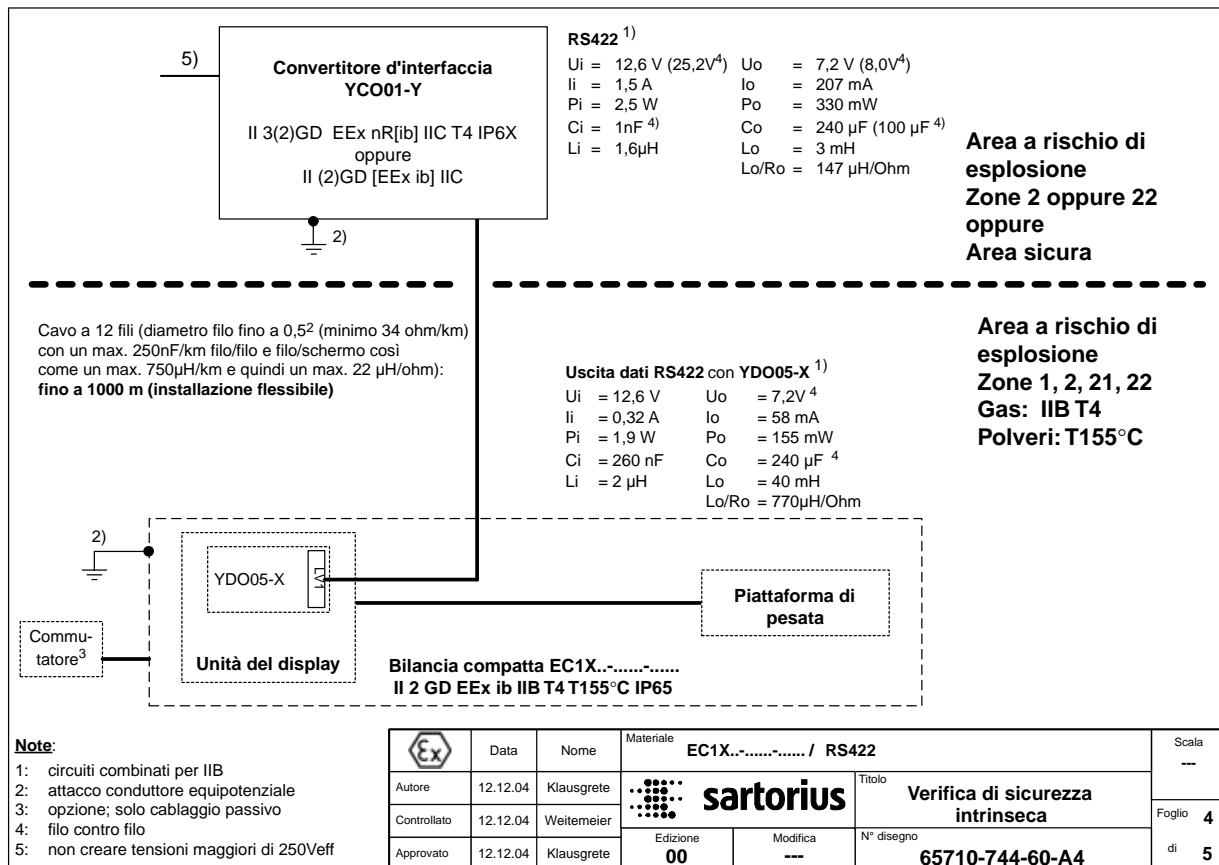 5)
Convertitore d'interfaccia
YCO01-Y
II 3(2)GD EEx nR[ib] IIC T4 IP6X
oppure
II (2)GD [EEx ib] IIC
2)
RS422 1)
Ui = 12,6 V (25,2V4) Uo = 7,2 V (8,0V4)
Ii = 1,5 A Io = 207 mA
Pi = 2,5 W Po = 330 mW
Ci = 1nF 4) Co = 240 µF (100 µF 4)
Li = 1,6µH Lo = 3 mH
Lo/Ro = 147 µH/Ohm
Area a rischio di
esplosione
Zone 2 oppure 22
oppure
Area sicura
Cavo a 12 fili (diametro filo fino a 0,5² (minimo 34 ohm/km)
con un max. 250nF/km filo/filo e filo/schermo così
come un max. 750µH/km e quindi un max. 22 µH/ohm):
fino a 1000 m (installazione flessibile)
Uscita dati RS422 con YDO05-X 1)
Ui = 12,6 V Uo = 7,2V 4
Ii = 0,32 A Io = 58 mA
Pi = 1,9 W Po = 155 mW
Ci = 260 nF Co = 240 µF 4
Li = 2 µH Lo = 40 mH
Lo/Ro = 770µH/Ohm
Area a rischio di
esplosione
Zone 1, 2, 21, 22
Gas: IIB T4
Polveri: T155°C
2)
YDO05-X
LV1
Unità del display
Piattaforma di
pesata
Commu-
tatore3
Bilancia compatta EC1X..-......-......
II 2 GD EEx ib IIB T4 T155°C IP65
Note:
1: circuiti combinati per IIB
2: attacco conduttore equipotenziale
3: opzione; solo cablaggio passivo
4: filo contro filo
5: non creare tensioni maggiori di 250Veff
Ex
Data
Nome
Materiale
EC1X..-......-...... / RS422
Scala
---
Autore 12.12.04 Klausgrete
sartorius
Titolo
Verifica di sicurezza
intrinseca
Controllato 12.12.04 Weitemeier
Foglio 4
Approvato 12.12.04 Klausgrete
Edizione
00
Modifica
---
N° disegno
65710-744-60-A4
di 5